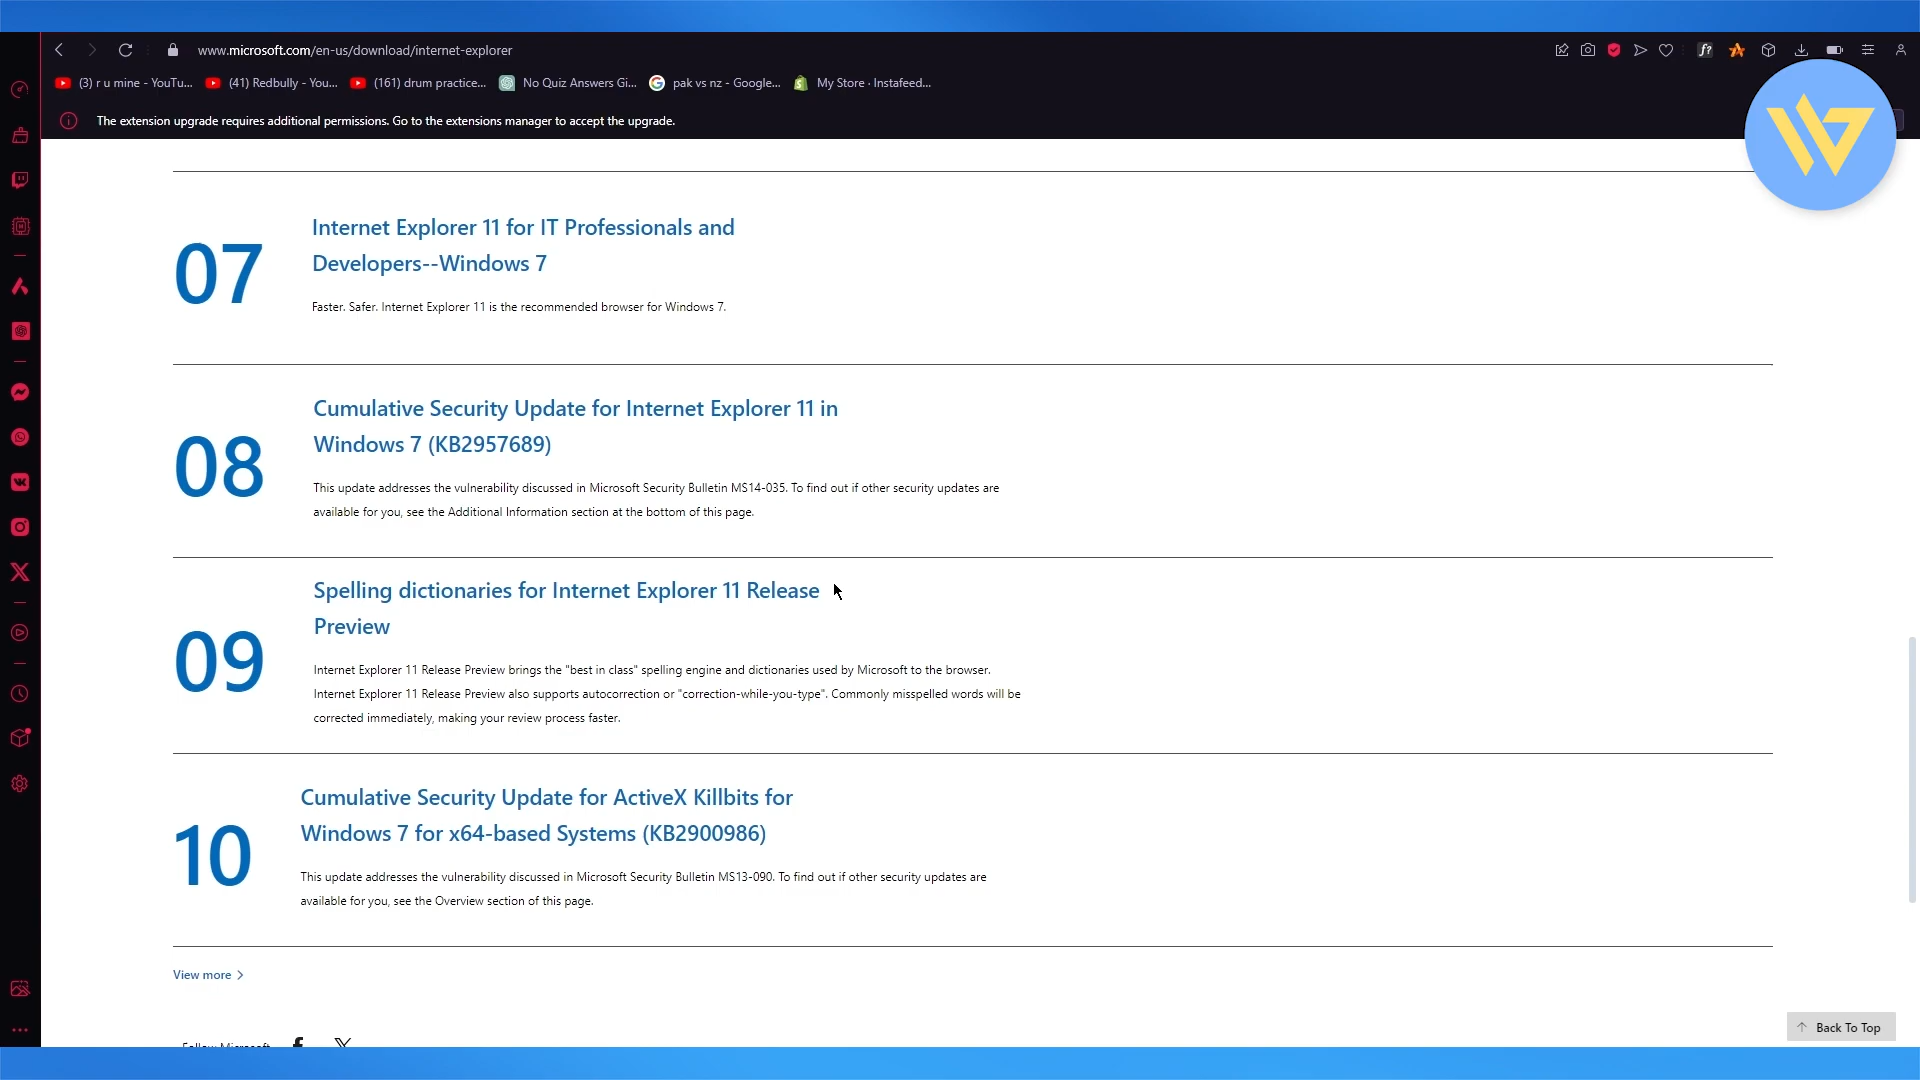 www.microsoft.com/en-us/download/internet-explorer
(3) r u mine - YouTu... (41) Redbully - You... (161) drum practice... No Quiz Answers Gi... pak vs nz - Google... My Store · Instafeed...
The extension upgrade requires additional permissions. Go to the extensions manager to accept the upgrade.
07
Internet Explorer 11 for IT Professionals and
Developers--Windows 7
Faster. Safer. Internet Explorer 11 is the recommended browser for Windows 7.
08
Cumulative Security Update for Internet Explorer 11 in
Windows 7 (KB2957689)
This update addresses the vulnerability discussed in Microsoft Security Bulletin MS14-035. To find out if other security updates are
available for you, see the Additional Information section at the bottom of this page.
09
Spelling dictionaries for Internet Explorer 11 Release
Preview
Internet Explorer 11 Release Preview brings the "best in class" spelling engine and dictionaries used by Microsoft to the browser.
Internet Explorer 11 Release Preview also supports autocorrection or "correction-while-you-type". Commonly misspelled words will be
corrected immediately, making your review process faster.
10
Cumulative Security Update for ActiveX Killbits for
Windows 7 for x64-based Systems (KB2900986)
This update addresses the vulnerability discussed in Microsoft Security Bulletin MS13-090. To find out if other security updates are
available for you, see the Overview section of this page.
View more
Back To Top
Follow Microsoft